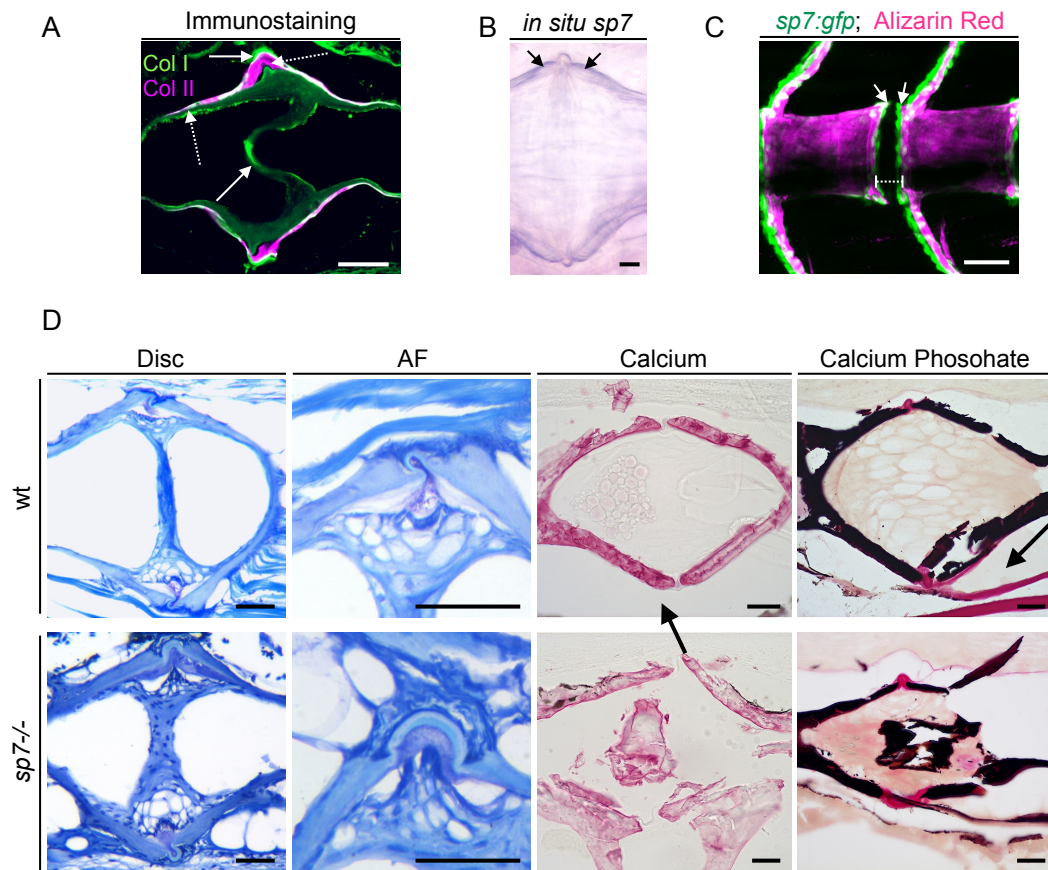 A
Immunostaining
Col I
Col II
B
in situ sp7
C
sp7:gfp; Alizarin Red
D
Disc
AF
Calcium
Calcium Phosohate
wt
sp7-/-